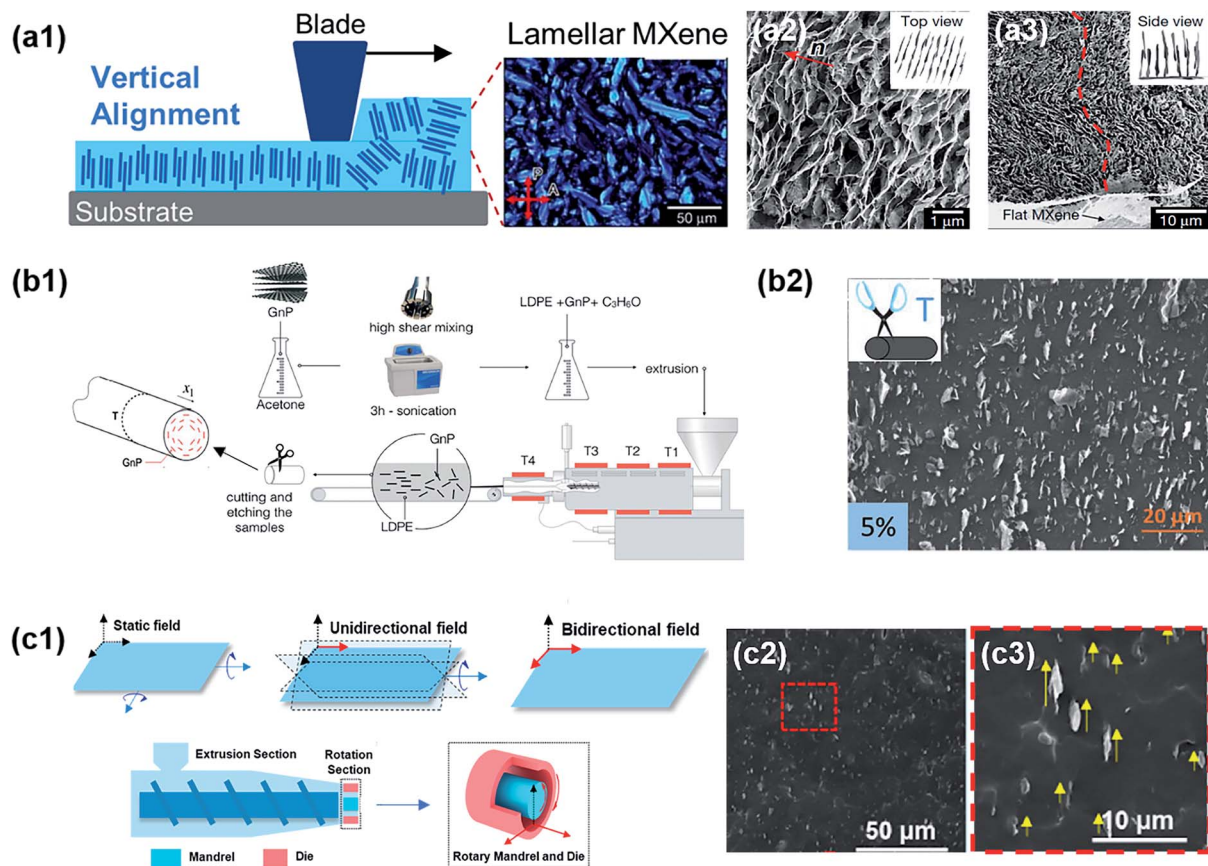 (a1)
Blade
Vertical
Alignment
Substrate
Lamellar MXene
P
A
50 µm
(a2)
n
Top view
1 µm
(a3)
Side view
Flat MXene
10 µm
(b1)
GnP
Acetone
high shear mixing
3h - sonication
LDPE +GnP+ C₃H₆O
extrusion
T4
T3
T2
T1
GnP
LDPE
cutting and
etching the
samples
x₁
T
GnP
(b2)
T
5%
20 µm
(c1)
Static field
Unidirectional field
Bidirectional field
Extrusion Section
Rotation
Section
Mandrel
Die
Rotary Mandrel and Die
(c2)
50 µm
(c3)
10 µm